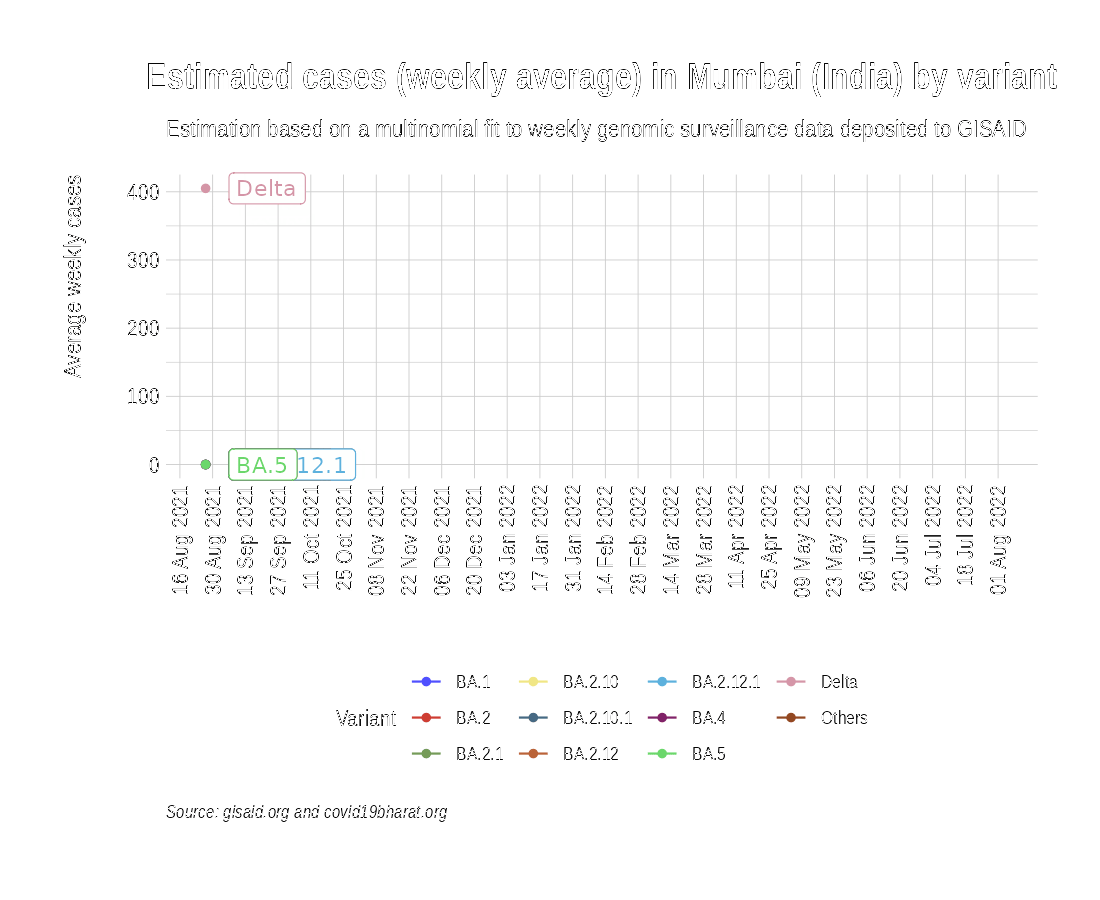 Estimated cases (weekly average) in Mumbai (India) by variant
Estimation based on a multinomial fit to weekly genomic surveillance data deposited to GISAID
Average weekly cases
400
300
200
100
0
Delta
BA.5
12.1
16 Aug 2021
30 Aug 2021
13 Sep 2021
27 Sep 2021
11 Oct 2021
25 Oct 2021
08 Nov 2021
22 Nov 2021
06 Dec 2021
20 Dec 2021
03 Jan 2022
17 Jan 2022
31 Jan 2022
14 Feb 2022
28 Feb 2022
14 Mar 2022
28 Mar 2022
11 Apr 2022
25 Apr 2022
09 May 2022
23 May 2022
06 Jun 2022
20 Jun 2022
04 Jul 2022
18 Jul 2022
01 Aug 2022
Variant
BA.1
BA.2
BA.2.1
BA.2.10
BA.2.10.1
BA.2.12
BA.2.12.1
BA.4
BA.5
Delta
Others
Source: gisaid.org and covid19bharat.org